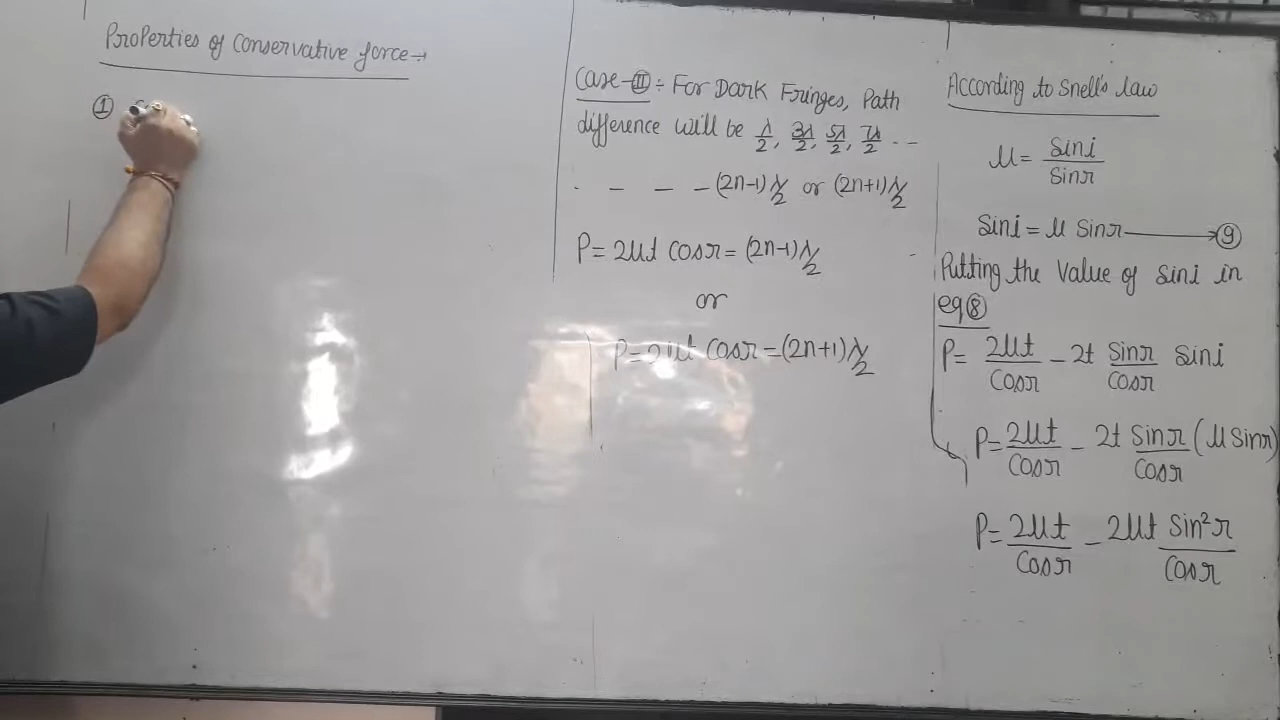 Properties of Conservative force→
①
Case-Ⅲ ÷ For Dark Fringes, Path
difference will be λ/2, 3λ/2, 5λ/2, 7λ/2 - -
- - - - (2n-1)λ/2 or (2n+1)λ/2
P= 2μt Cosr = (2n-1)λ/2
or
P=2μt Cosr =(2n+1)λ/2
According to Snell's law
μ= Sini/Sinr
Sini = μ Sinr→⑨
Putting the Value of Sini in
eq⑧
P= 2μt/Cosr - 2t Sinr/Cosr Sini
P= 2μt/Cosr - 2t Sinr/Cosr (μ Sinr)
P= 2μt/Cosr - 2μt Sin²r/Cosr